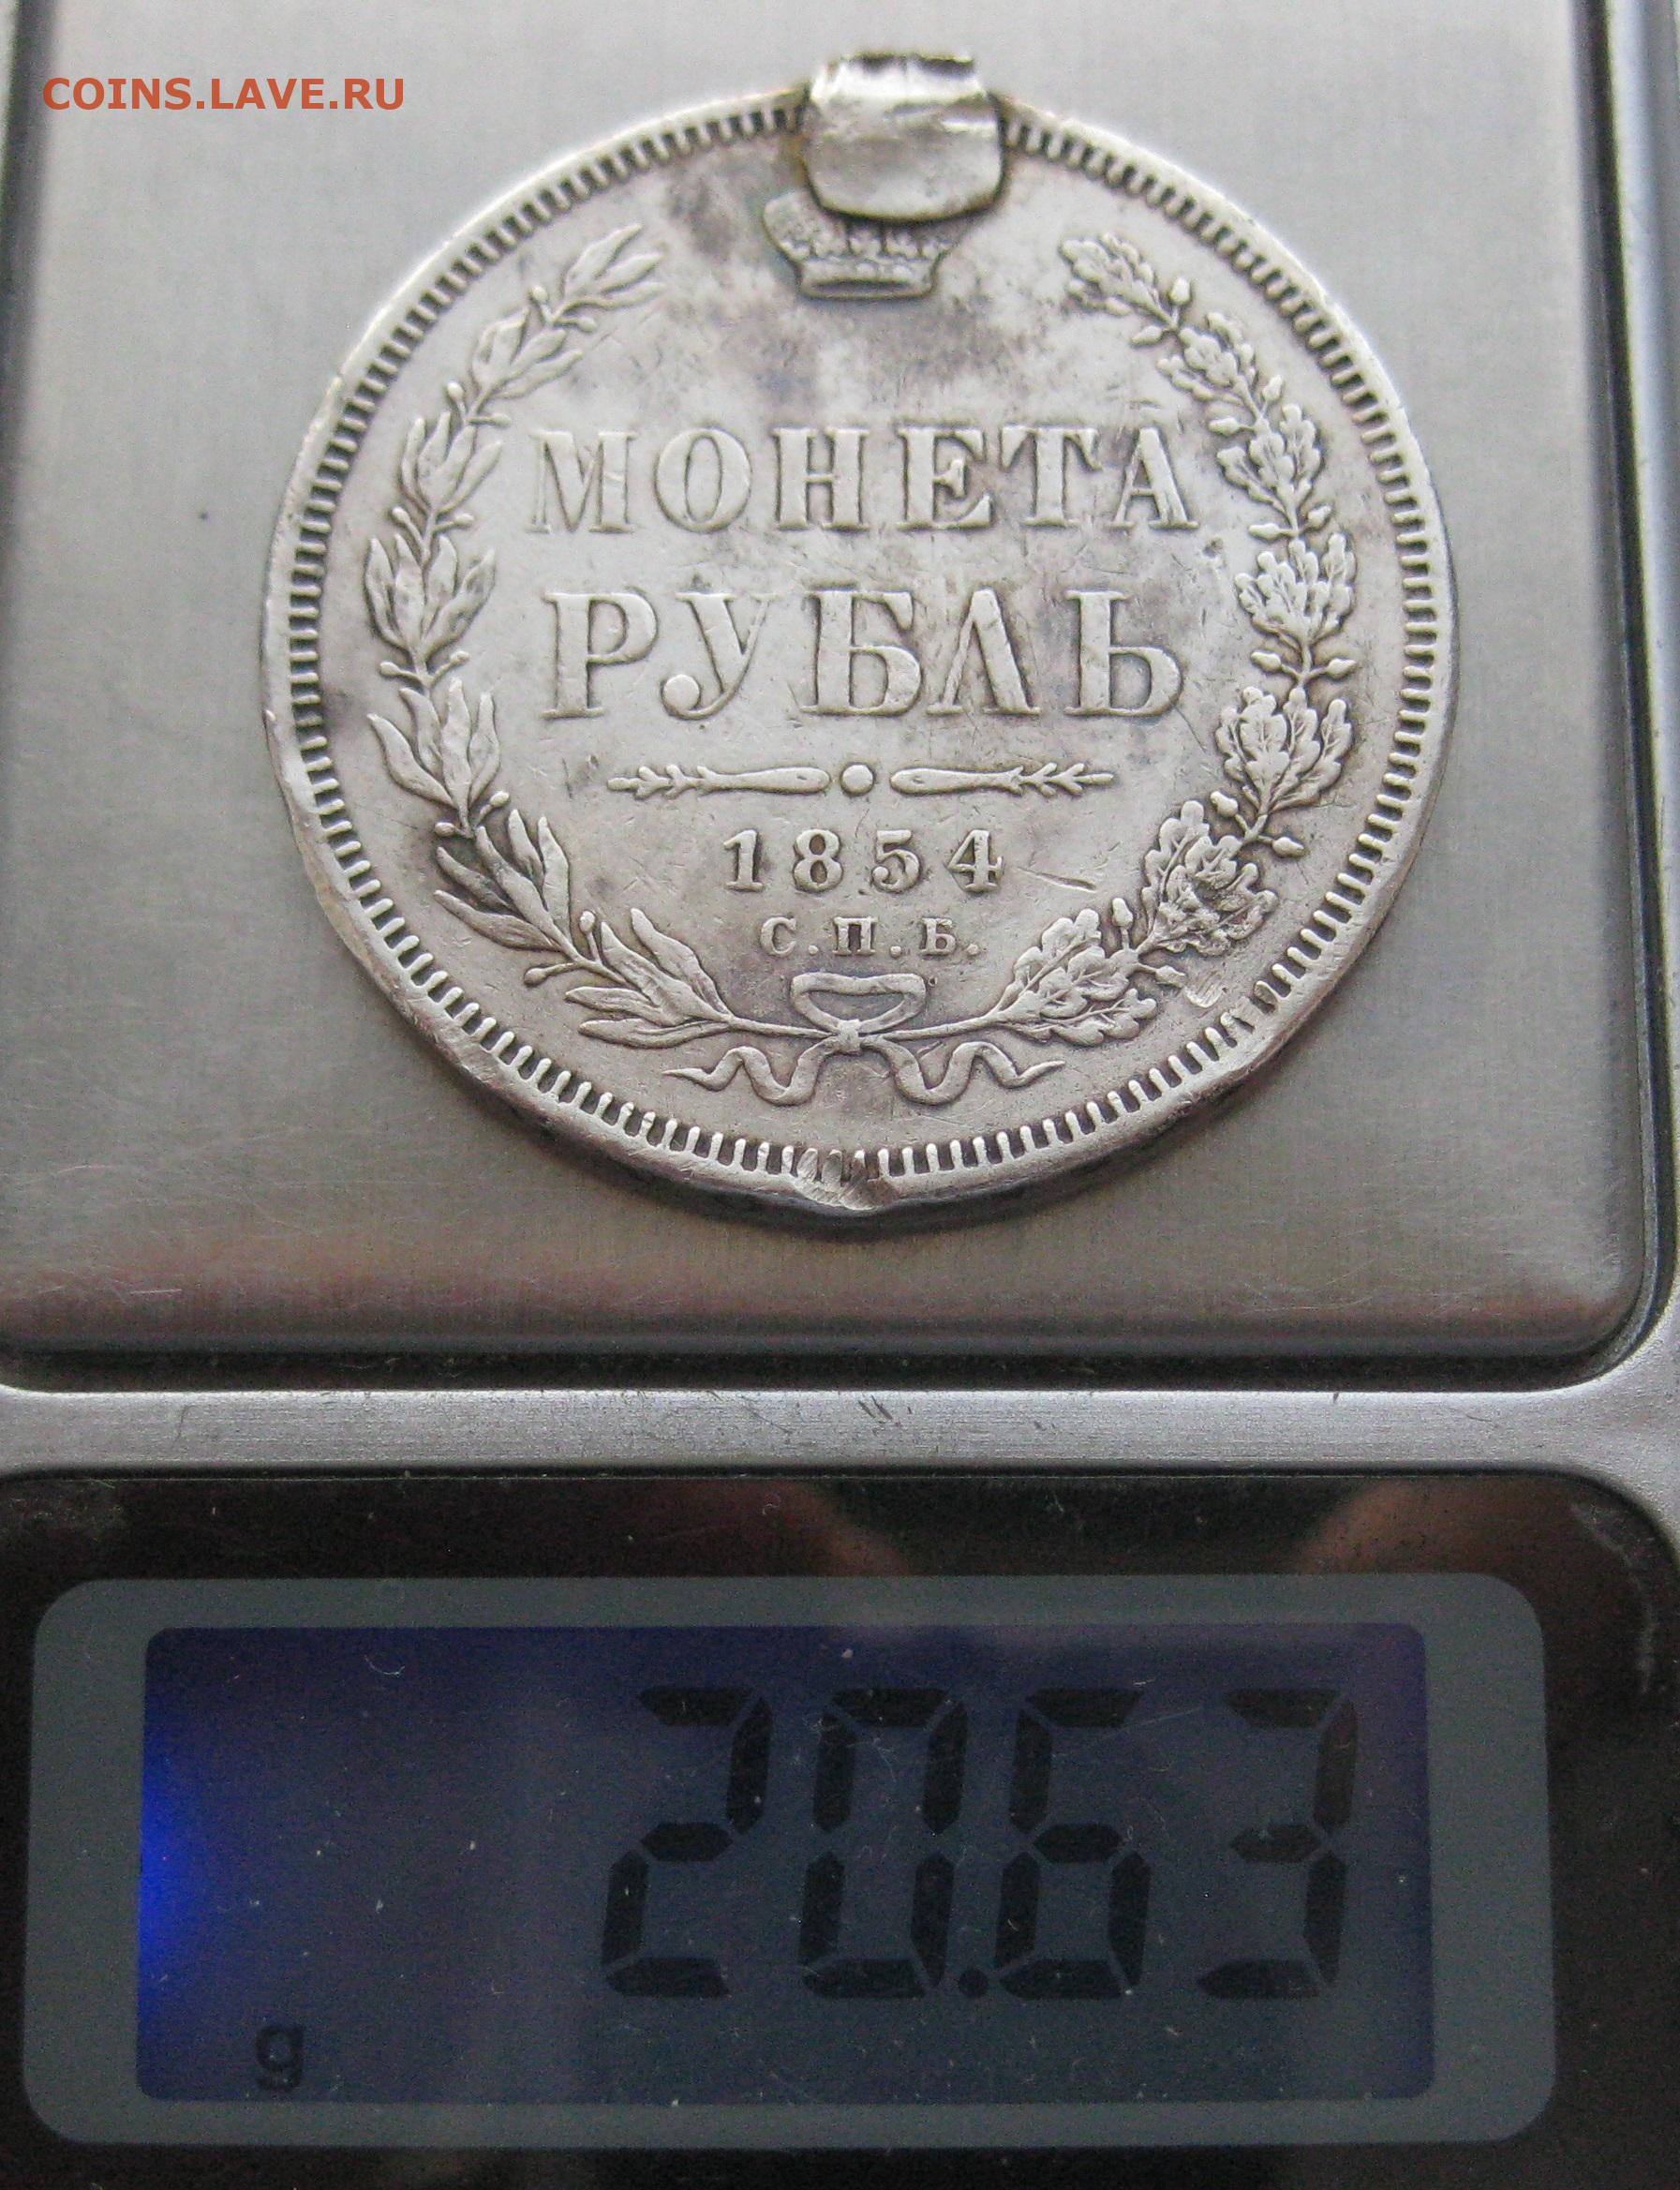 COINS.LAVE.RU
МОНЕТА
РУБЛЬ
1854
С.П.Б.
20.63
g